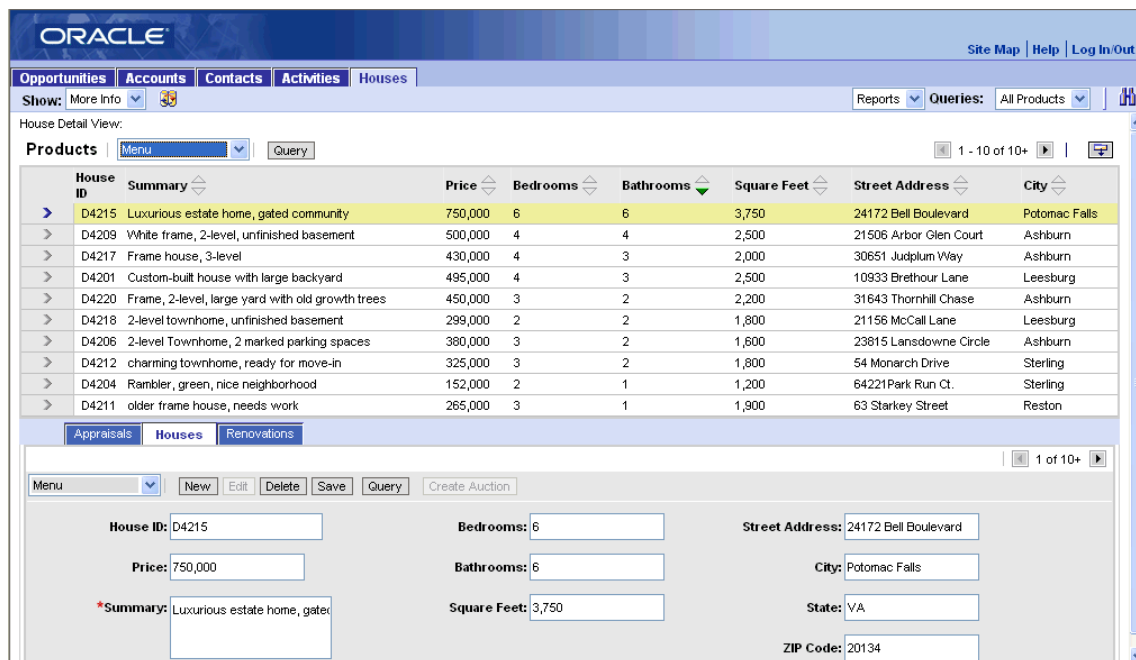 ORACLE
Site Map | Help | Log In/Out
Opportunities Accounts Contacts Activities Houses
Show: More Info Reports Queries: All Products
House Detail View:
Products Menu Query 1 - 10 of 10+
House ID Summary Price Bedrooms Bathrooms Square Feet Street Address City
D4215 Luxurious estate home, gated community 750,000 6 6 3,750 24172 Bell Boulevard Potomac Falls
D4209 White frame, 2-level, unfinished basement 500,000 4 4 2,500 21506 Arbor Glen Court Ashburn
D4217 Frame house, 3-level 430,000 4 3 2,000 30651 Judplum Way Ashburn
D4201 Custom-built house with large backyard 495,000 4 3 2,500 10933 Brethour Lane Leesburg
D4220 Frame, 2-level, large yard with old growth trees 450,000 3 2 2,200 31643 Thornhill Chase Ashburn
D4218 2-level townhome, unfinished basement 299,000 2 2 1,800 21156 McCall Lane Leesburg
D4206 2-level Townhome, 2 marked parking spaces 380,000 3 2 1,600 23815 Lansdowne Circle Ashburn
D4212 charming townhome, ready for move-in 325,000 3 2 1,800 54 Monarch Drive Sterling
D4204 Rambler, green, nice neighborhood 152,000 2 1 1,200 64221Park Run Ct. Sterling
D4211 older frame house, needs work 265,000 3 1 1,900 63 Starkey Street Reston
Appraisals Houses Renovations
1 of 10+
Menu New Edit Delete Save Query Create Auction
House ID: D4215 Bedrooms: 6 Street Address: 24172 Bell Boulevard
Price: 750,000 Bathrooms: 6 City: Potomac Falls
*Summary: Luxurious estate home, gated Square Feet: 3,750 State: VA
ZIP Code: 20134